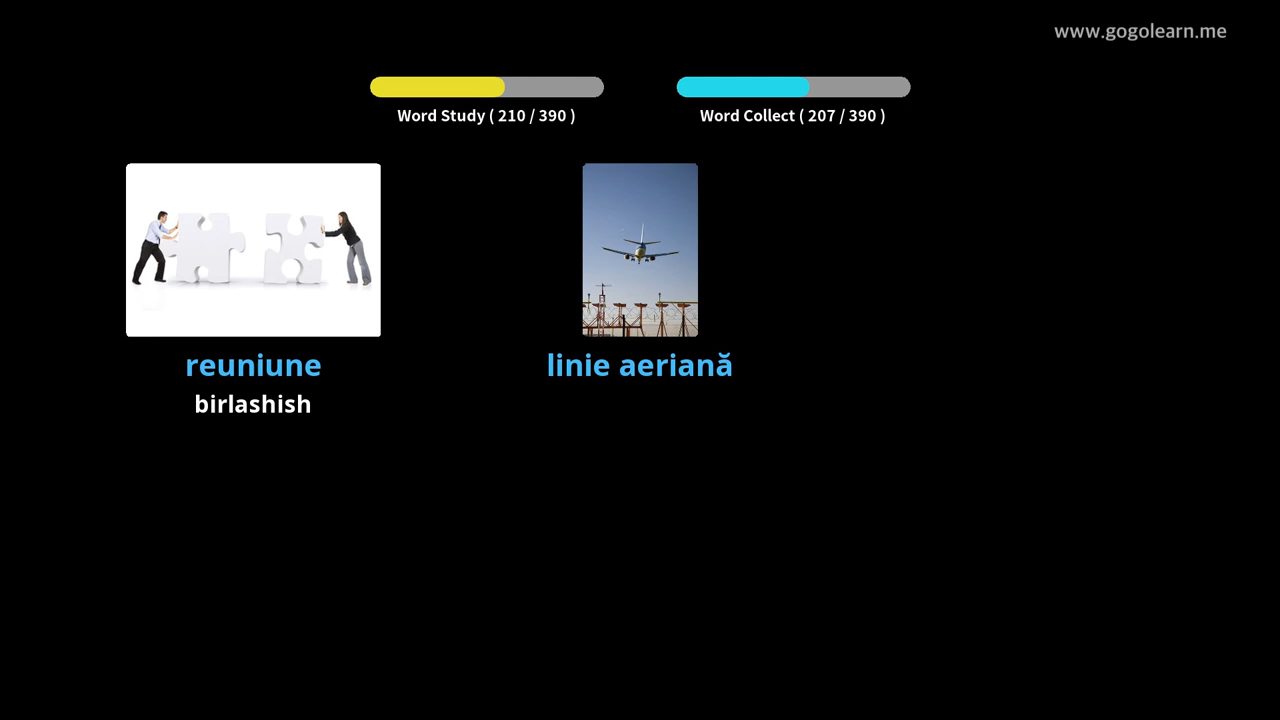 www.gogolearn.me
Word Study ( 210 / 390 )
Word Collect ( 207 / 390 )
reuniune
birlashish
linie aeriană